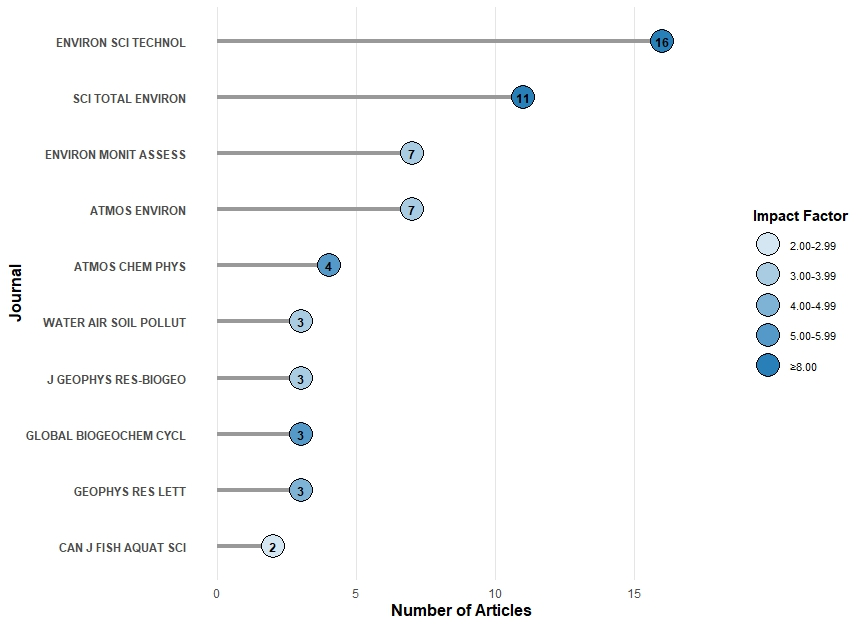 ENVIRON SCI TECHNOL
16
SCI TOTAL ENVIRON
11
ENVIRON MONIT ASSESS
7
ATMOS ENVIRON
7
ATMOS CHEM PHYS
4
WATER AIR SOIL POLLUT
3
J GEOPHYS RES-BIOGEO
3
GLOBAL BIOGEOCHEM CYCL
3
GEOPHYS RES LETT
3
CAN J FISH AQUAT SCI
2
Journal
0 5 10 15
Number of Articles
Impact Factor
2.00-2.99
3.00-3.99
4.00-4.99
5.00-5.99
≥8.00